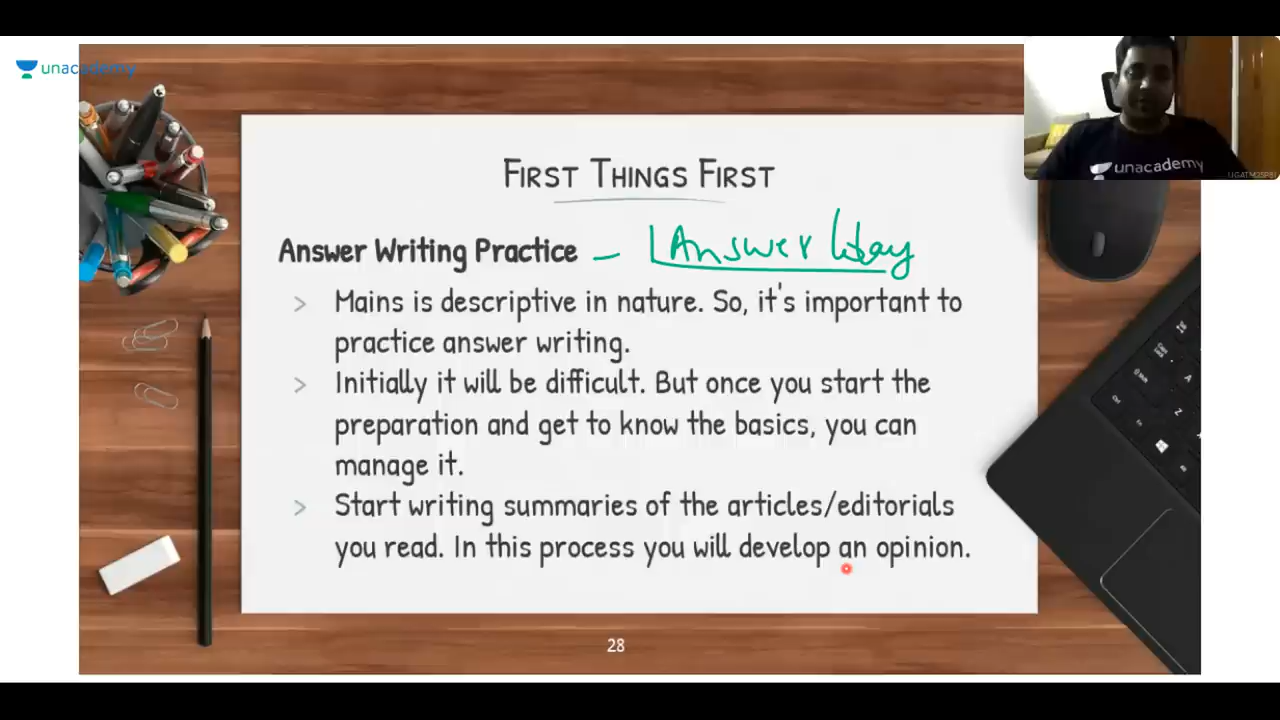 unacademy
unacademy
FIRST THINGS FIRST
Answer Writing Practice – Answer
> Mains is descriptive in nature. So, it's important to
practice answer writing.
> Initially it will be difficult. But once you start the
preparation and get to know the basics, you can
manage it.
> Start writing summaries of the articles/editorials
you read. In this process you will develop an opinion.
28